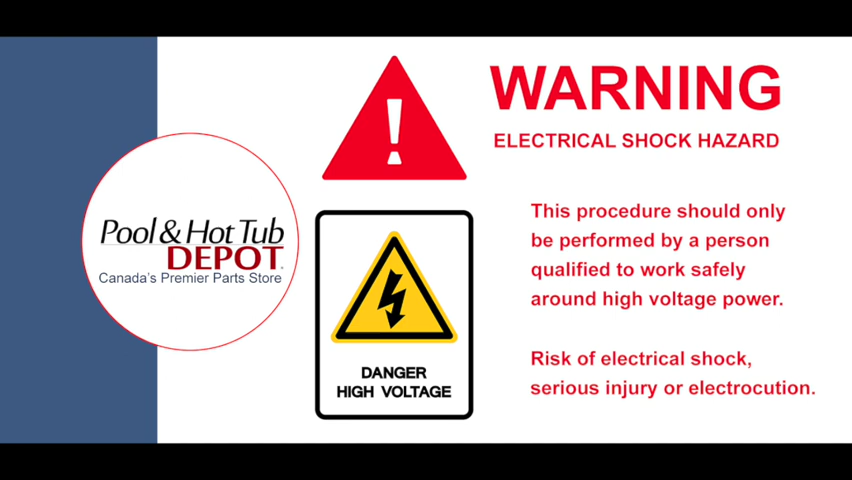 WARNING
ELECTRICAL SHOCK HAZARD
Pool & Hot Tub
DEPOT
Canada's Premier Parts Store
DANGER
HIGH VOLTAGE
This procedure should only
be performed by a person
qualified to work safely
around high voltage power.
Risk of electrical shock,
serious injury or electrocution.